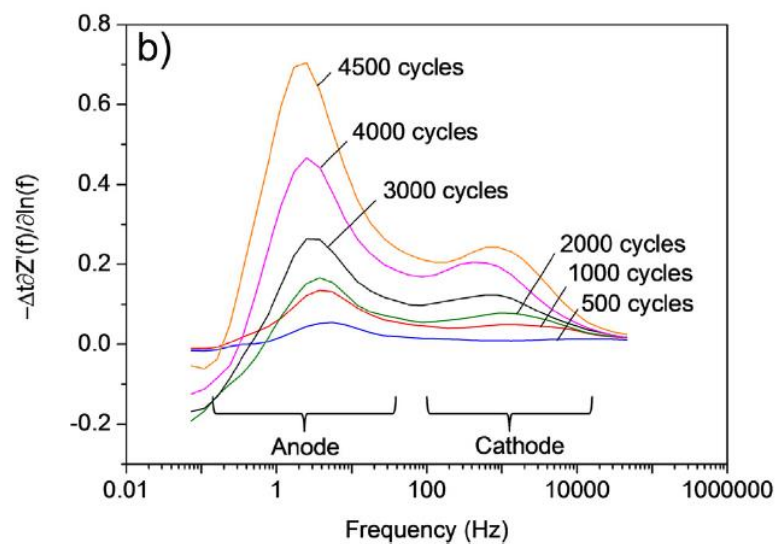 b)
0.8
0.6
0.4
0.2
0.0
-0.2
−Δt∂Z'(f)/∂ln(f)
4500 cycles
4000 cycles
3000 cycles
2000 cycles
1000 cycles
500 cycles
Anode
Cathode
0.01
1
100
10000
1000000
Frequency (Hz)